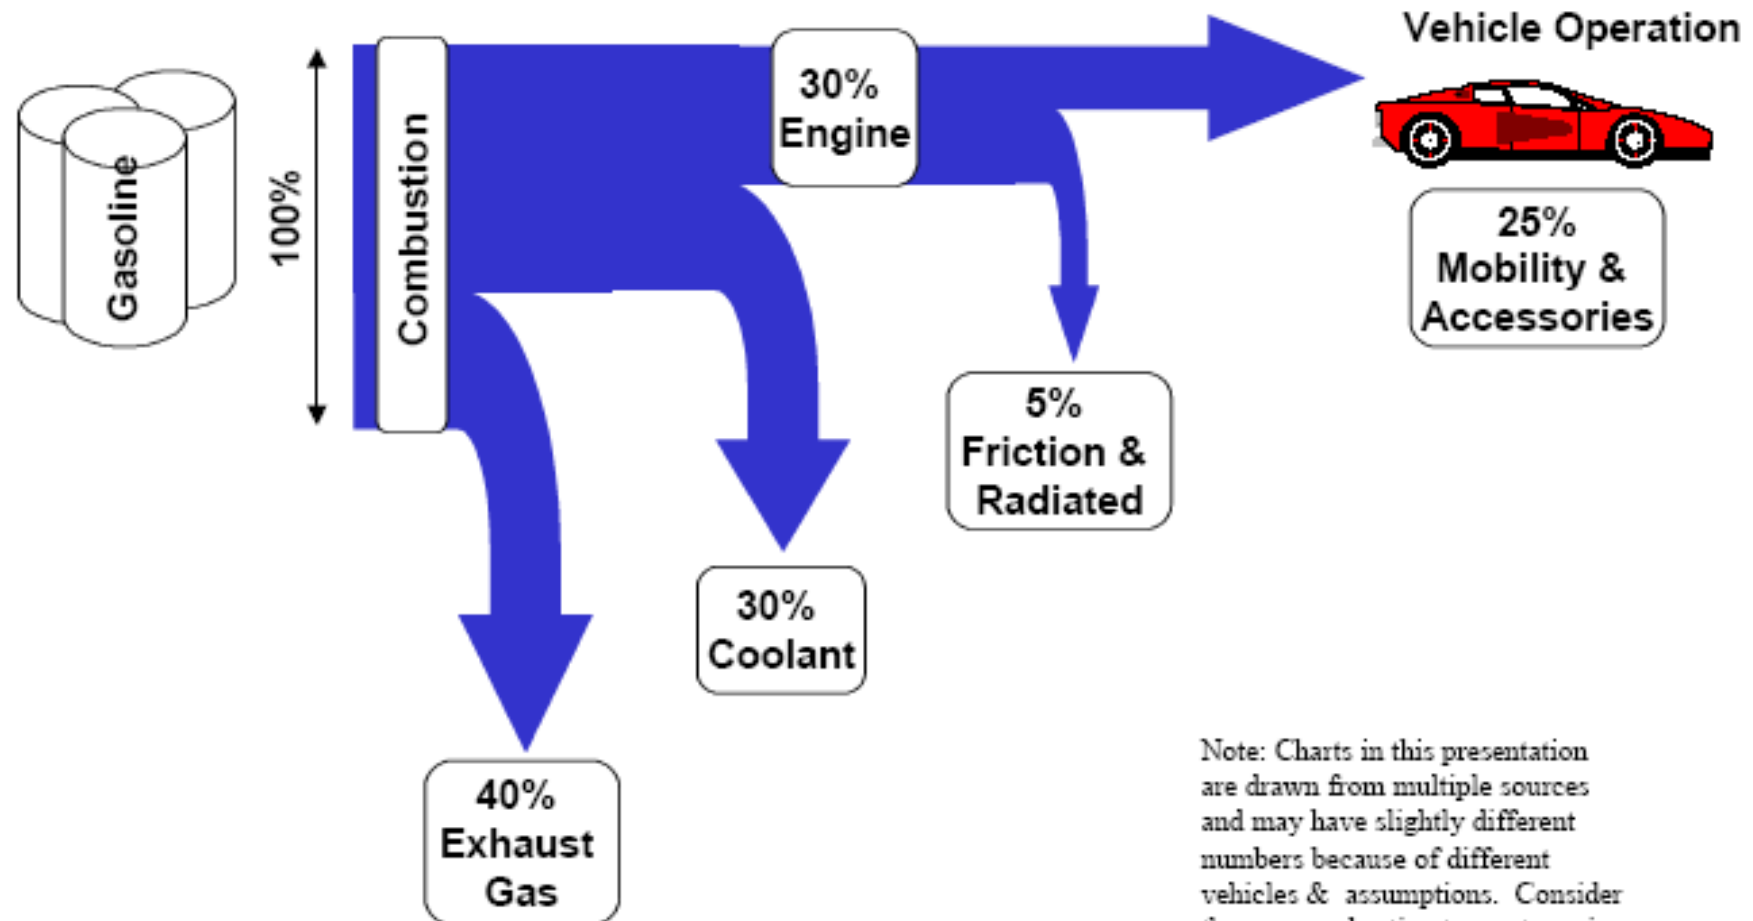 Vehicle Operation
Gasoline
100%
Combustion
30%
Engine
25%
Mobility &
Accessories
5%
Friction &
Radiated
30%
Coolant
40%
Exhaust
Gas
Note: Charts in this presentation
are drawn from multiple sources
and may have slightly different
numbers because of different
vehicles & assumptions. Consider